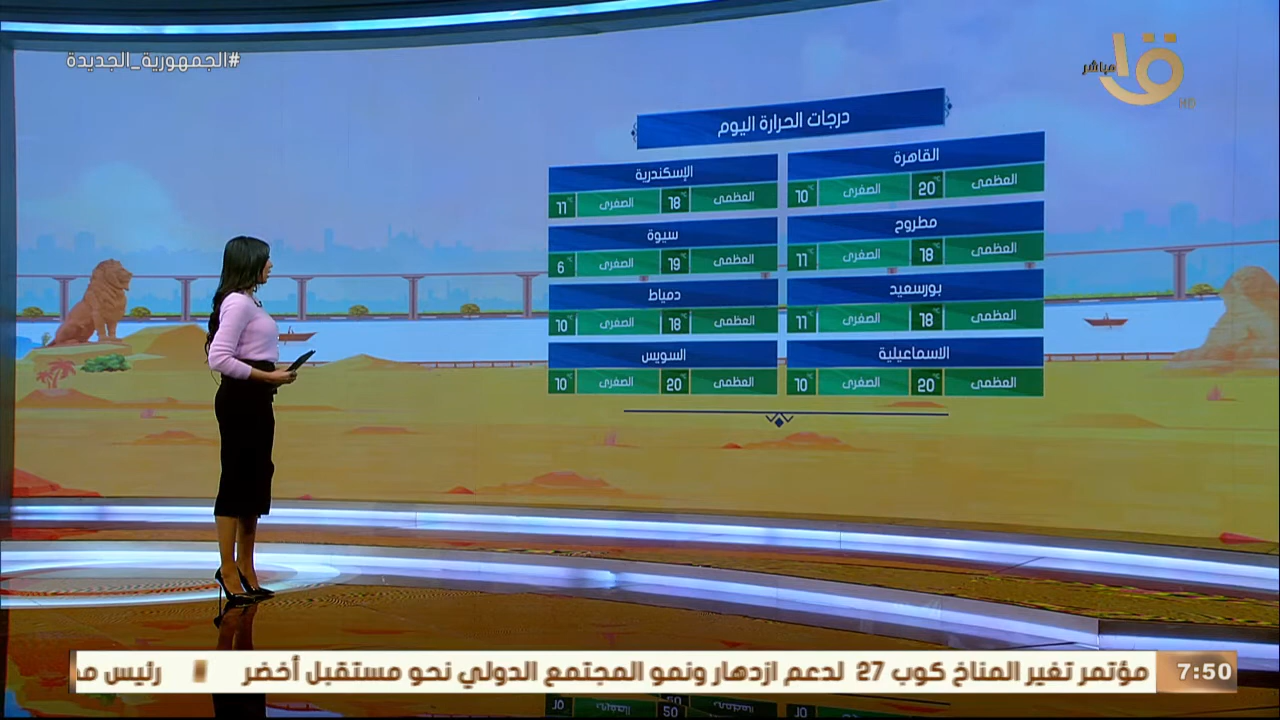 #الجمهورية_الجديدة
مباشر
HD
درجات الحرارة اليوم
القاهرة
العظمى 20°C الصغرى 10°C
الإسكندرية
العظمى 18°C الصغرى 11°C
مطروح
العظمى 18°C الصغرى 11°C
سيوة
العظمى 19°C الصغرى 6°C
بورسعيد
العظمى 18°C الصغرى 11°C
دمياط
العظمى 18°C الصغرى 10°C
الاسماعيلية
العظمى 20°C الصغرى 10°C
السويس
العظمى 20°C الصغرى 10°C
7:50 مؤتمر تغير المناخ كوب 27 لدعم ازدهار ونمو المجتمع الدولي نحو مستقبل أخضر رئيس